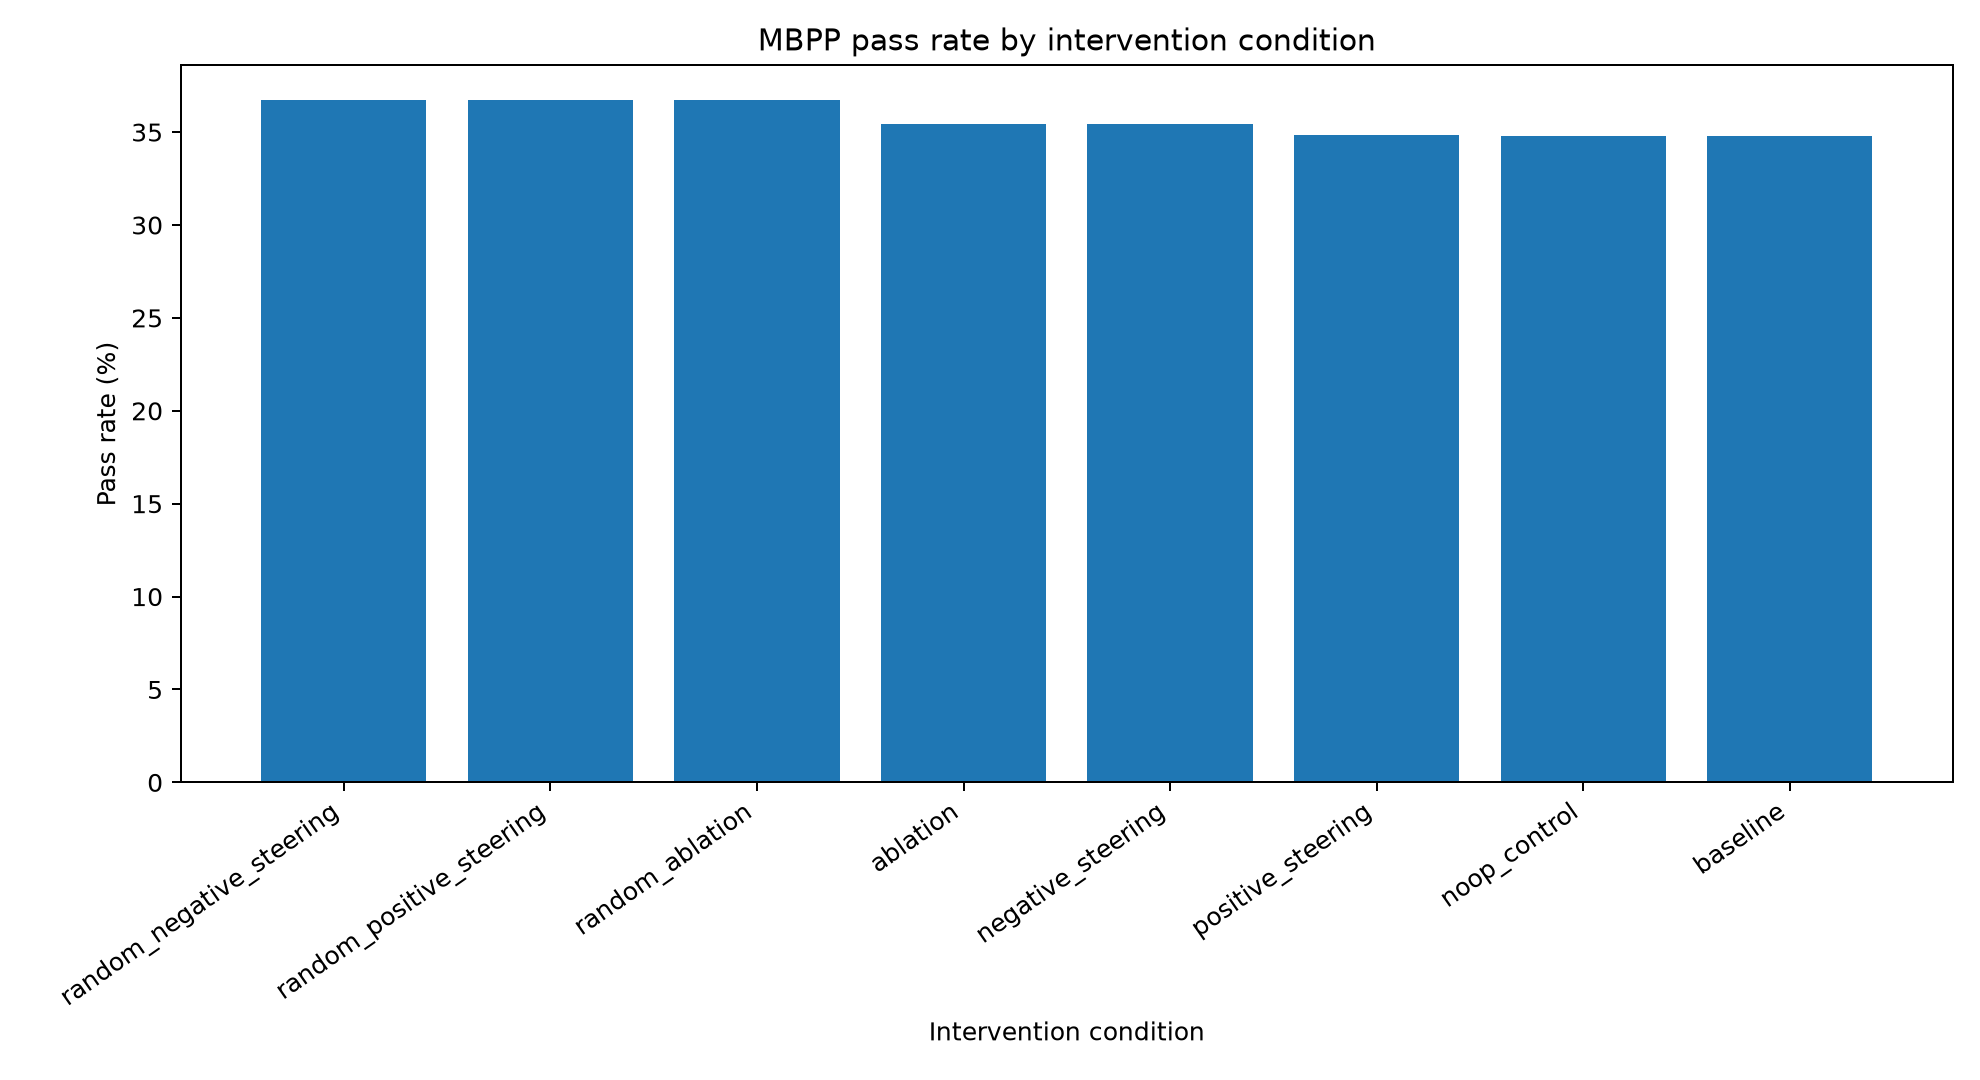 MBPP pass rate by intervention condition
Pass rate (%)
35
30
25
20
15
10
5
0
random_negative_steering
random_positive_steering
random_ablation
ablation
negative_steering
positive_steering
noop_control
baseline
Intervention condition